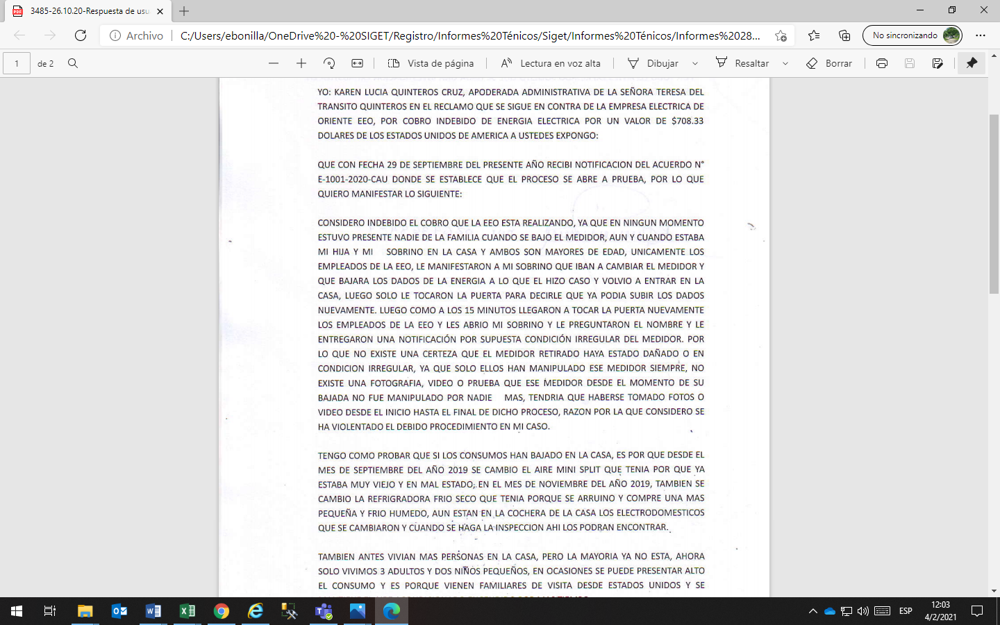 3485-26.10.20-Respuesta de usu
Archivo
C:/Users/ebonilla/OneDrive%20-%20SIGET/Registro/Informes%20Ténicos/Siget/Informes%20Ténicos/Informes%2028...
No sincronizando
1 de 2
Vista de página
Lectura en voz alta
Dibujar
Resaltar
Borrar
YO: KAREN LUCIA QUINTEROS CRUZ, APODERADA ADMINISTRATIVA DE LA SEÑORA TERESA DEL
TRANSITO QUINTEROS EN EL RECLAMO QUE SE SIGUE EN CONTRA DE LA EMPRESA ELECTRICA DE
ORIENTE EEO, POR COBRO INDEBIDO DE ENERGIA ELECTRICA POR UN VALOR DE $708.33
DOLARES DE LOS ESTADOS UNIDOS DE AMERICA A USTEDES EXPONGO:
QUE CON FECHA 29 DE SEPTIEMBRE DEL PRESENTE AÑO RECIBI NOTIFICACION DEL ACUERDO N°
E-1001-2020-CAU DONDE SE ESTABLECE QUE EL PROCESO SE ABRE A PRUEBA, POR LO QUE
QUIERO MANIFESTAR LO SIGUIENTE:
CONSIDERO INDEBIDO EL COBRO QUE LA EEO ESTA REALIZANDO, YA QUE EN NINGUN MOMENTO
ESTUVO PRESENTE NADIE DE LA FAMILIA CUANDO SE BAJO EL MEDIDOR, AUN Y CUANDO ESTABA
MI HIJA Y MI SOBRINO EN LA CASA Y AMBOS SON MAYORES DE EDAD, UNICAMENTE LOS
EMPLEADOS DE LA EEO, LE MANIFESTARON A MI SOBRINO QUE IBAN A CAMBIAR EL MEDIDOR Y
QUE BAJARA LOS DADOS DE LA ENERGIA A LO QUE EL HIZO CASO Y VOLVIO A ENTRAR EN LA
CASA, LUEGO SOLO LE TOCARON LA PUERTA PARA DECIRLE QUE YA PODIA SUBIR LOS DADOS
NUEVAMENTE. LUEGO COMO A LOS 15 MINUTOS LLEGARON A TOCAR LA PUERTA NUEVAMENTE
LOS EMPLEADOS DE LA EEO Y LES ABRIO MI SOBRINO Y LE PREGUNTARON EL NOMBRE Y LE
ENTREGARON UNA NOTIFICACIÓN POR SUPUESTA CONDICIÓN IRREGULAR DEL MEDIDOR. POR
LO QUE NO EXISTE UNA CERTEZA QUE EL MEDIDOR RETIRADO HAYA ESTADO DAÑADO O EN
CONDICION IRREGULAR, YA QUE SOLO ELLOS HAN MANIPULADO ESE MEDIDOR SIEMPRE, NO
EXISTE UNA FOTOGRAFIA, VIDEO O PRUEBA QUE ESE MEDIDOR DESDE EL MOMENTO DE SU
BAJADA NO FUE MANIPULADO POR NADIE MAS, TENDRIA QUE HABERSE TOMADO FOTOS O
VIDEO DESDE EL INICIO HASTA EL FINAL DE DICHO PROCESO, RAZON POR LA QUE CONSIDERO SE
HA VIOLENTADO EL DEBIDO PROCEDIMIENTO EN MI CASO.
TENGO COMO PROBAR QUE SI LOS CONSUMOS HAN BAJADO EN LA CASA, ES POR QUE DESDE EL
MES DE SEPTIEMBRE DEL AÑO 2019 SE CAMBIO EL AIRE MINI SPLIT QUE TENIA POR QUE YA
ESTABA MUY VIEJO Y EN MAL ESTADO; EN EL MES DE NOVIEMBRE DEL AÑO 2019, TAMBIEN SE
CAMBIO LA REFRIGRADORA FRIO SECO QUE TENIA PORQUE SE ARRUINO Y COMPRE UNA MAS
PEQUEÑA Y FRIO HUMEDO, AUN ESTAN EN LA COCHERA DE LA CASA LOS ELECTRODOMESTICOS
QUE SE CAMBIARON Y CUANDO SE HAGA LA INSPECCION AHI LOS PODRAN ENCONTRAR.
TAMBIEN ANTES VIVIAN MAS PERSONAS EN LA CASA, PERO LA MAYORIA YA NO ESTA, AHORA
SOLO VIVIMOS 3 ADULTOS Y DOS NIÑOS PEQUEÑOS, EN OCASIONES SE PUEDE PRESENTAR ALTO
EL CONSUMO Y ES PORQUE VIENEN FAMILIARES DE VISITA DESDE ESTADOS UNIDOS Y SE
ESP
12:03
4/2/2021